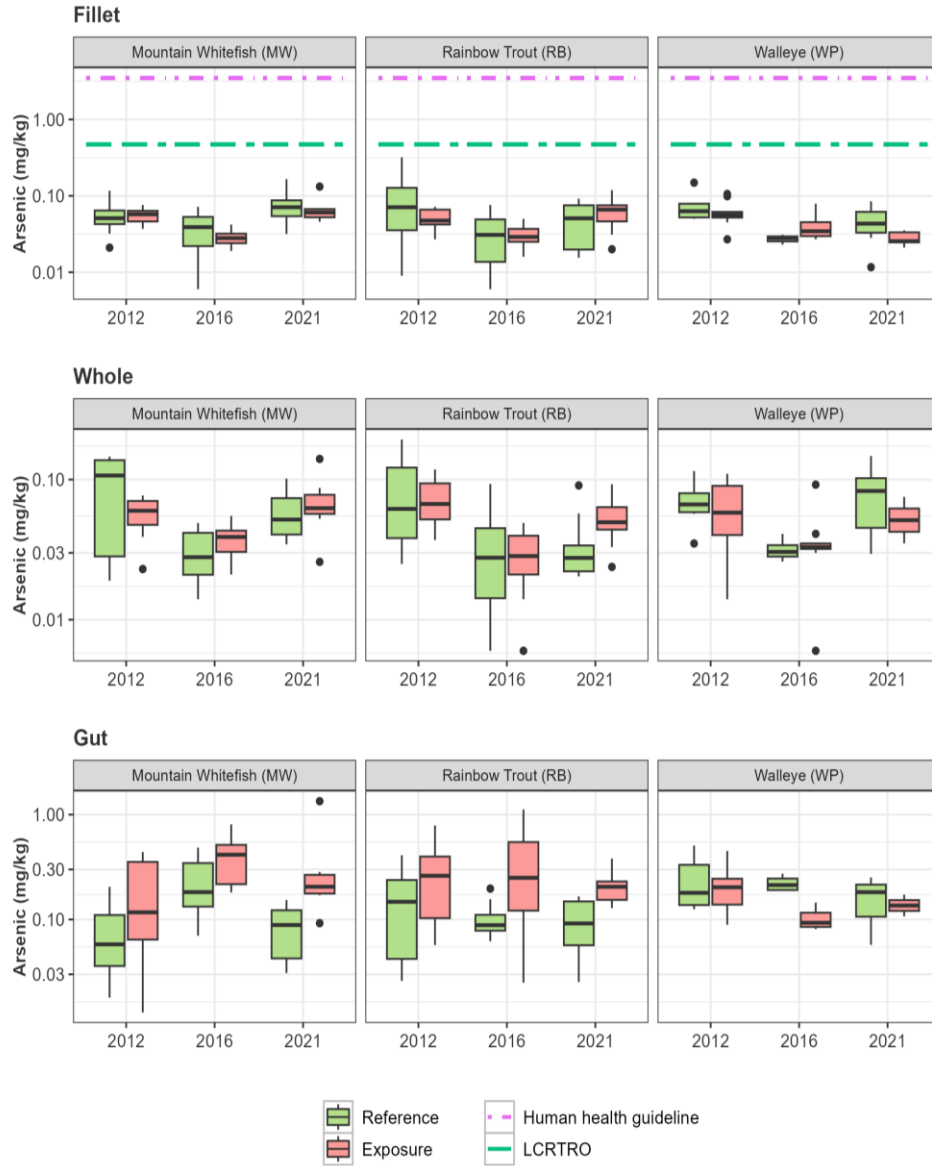 Fillet
Mountain Whitefish (MW) Rainbow Trout (RB) Walleye (WP)
Arsenic (mg/kg)
1.00
0.10
0.01
2012 2016 2021 2012 2016 2021 2012 2016 2021
Whole
Mountain Whitefish (MW) Rainbow Trout (RB) Walleye (WP)
Arsenic (mg/kg)
0.10
0.03
0.01
2012 2016 2021 2012 2016 2021 2012 2016 2021
Gut
Mountain Whitefish (MW) Rainbow Trout (RB) Walleye (WP)
Arsenic (mg/kg)
1.00
0.30
0.10
0.03
2012 2016 2021 2012 2016 2021 2012 2016 2021
Reference Human health guideline
Exposure LCRTRO